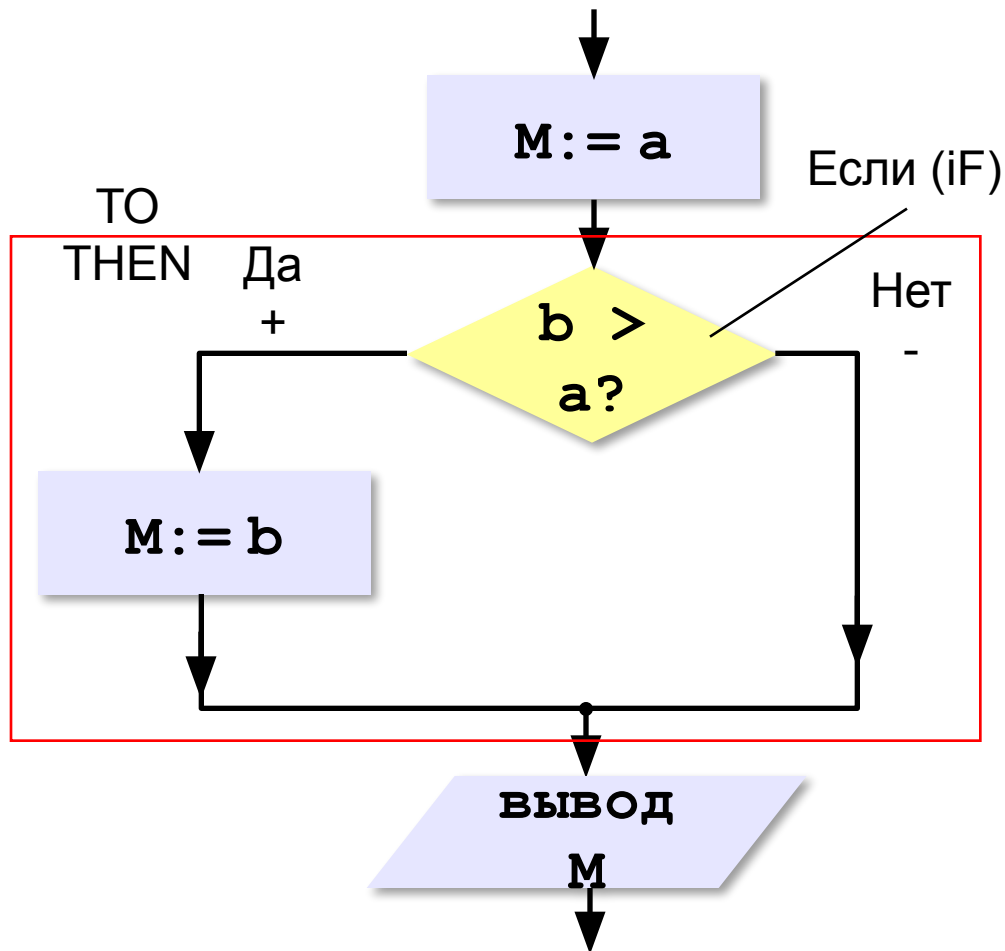 M:= a
Если (iF)
ТО
THEN
Да
+
Нет
-
b >
a?
M:= b
вывод
M